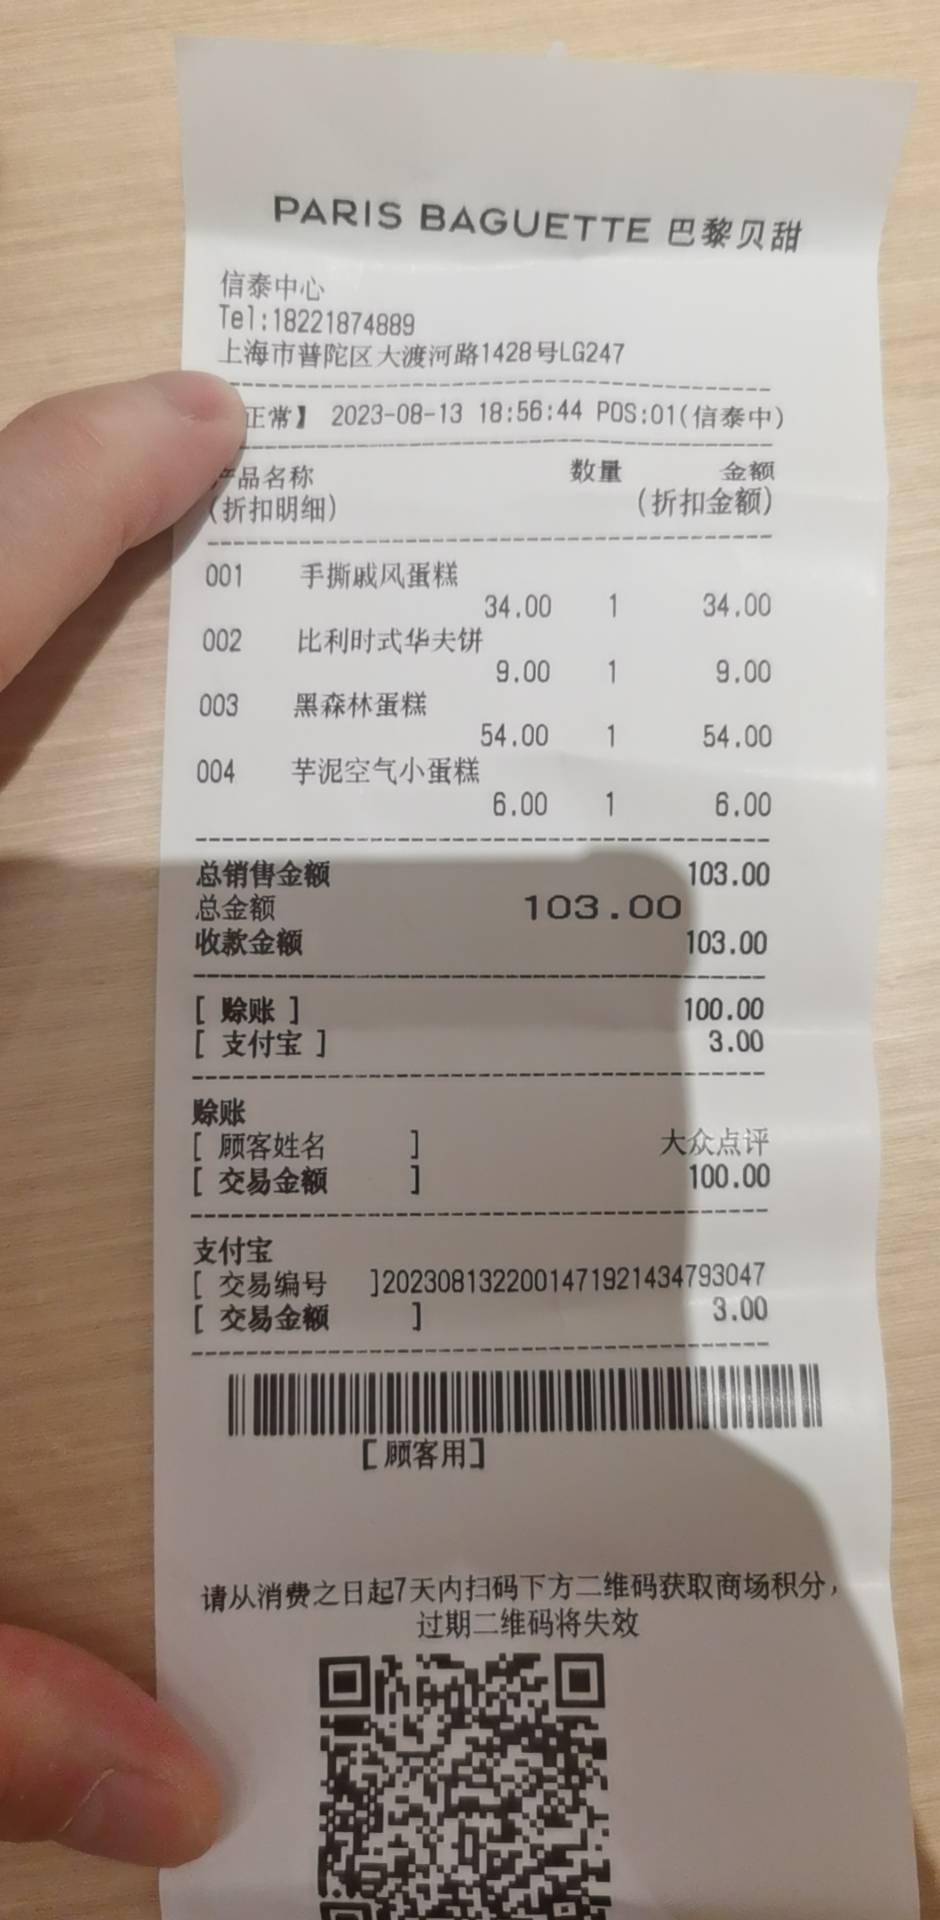 PARIS BAGUETTE 巴黎贝甜
信泰中心
Tel:18221874889
上海市普陀区大渡河路1428号LG247
正常】 2023-08-13 18:56:44 POS:01(信泰中)
产品名称 数量 金额
(折扣明细) (折扣金额)
001 手撕戚风蛋糕
34.00 1 34.00
002 比利时式华夫饼
9.00 1 9.00
003 黑森林蛋糕
54.00 1 54.00
004 芋泥空气小蛋糕
6.00 1 6.00
总销售金额 103.00
总金额 103.00
收款金额 103.00
[ 赊账 ] 100.00
[ 支付宝 ] 3.00
赊账
[ 顾客姓名 ] 大众点评
[ 交易金额 ] 100.00
支付宝
[ 交易编号 ]2023081322001471921434793047
[ 交易金额 ] 3.00
[顾客用]
请从消费之日起7天内扫码下方二维码获取商场积分,
过期二维码将失效